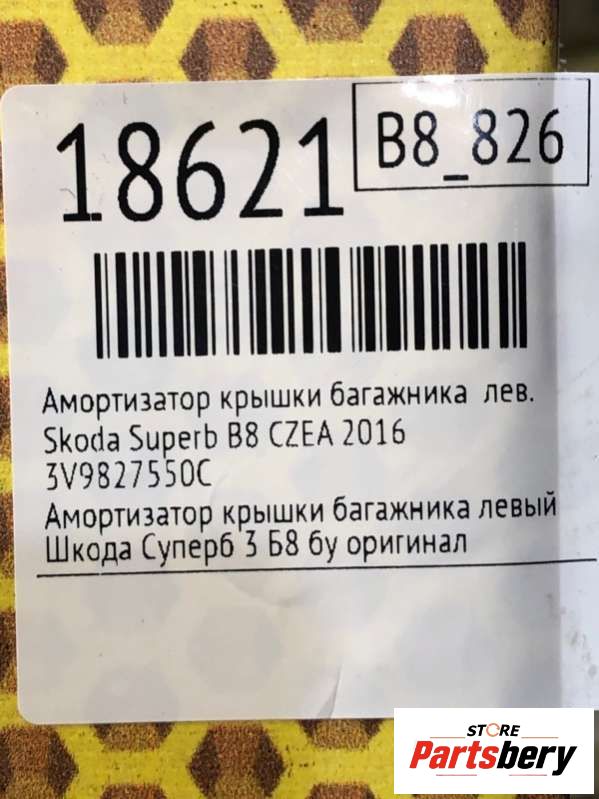 18621
B8_826
Амортизатор крышки багажника лев.
Skoda Superb B8 CZEA 2016
3V9827550C
Амортизатор крышки багажника левый
Шкода Суперб 3 Б8 бу оригинал
STORE
Partsbery